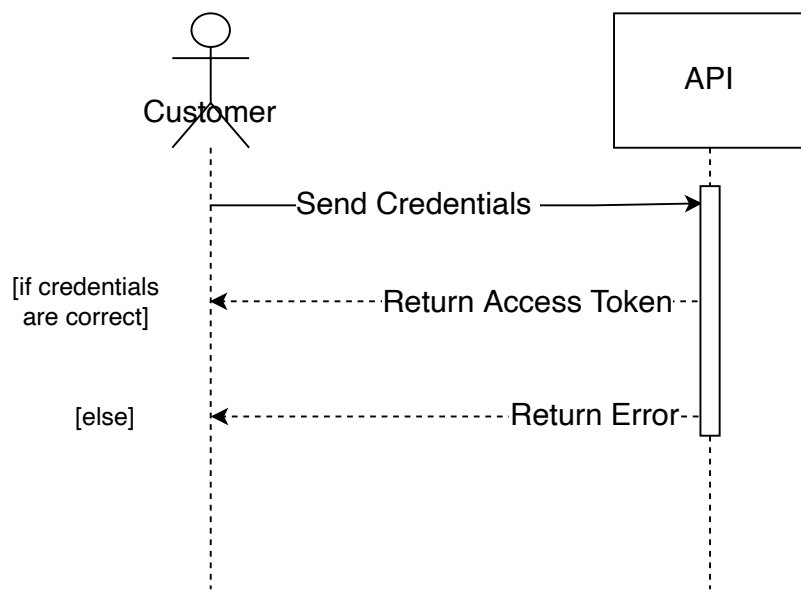 Customer
API
Send Credentials
[if credentials
are correct]
Return Access Token
[else]
Return Error